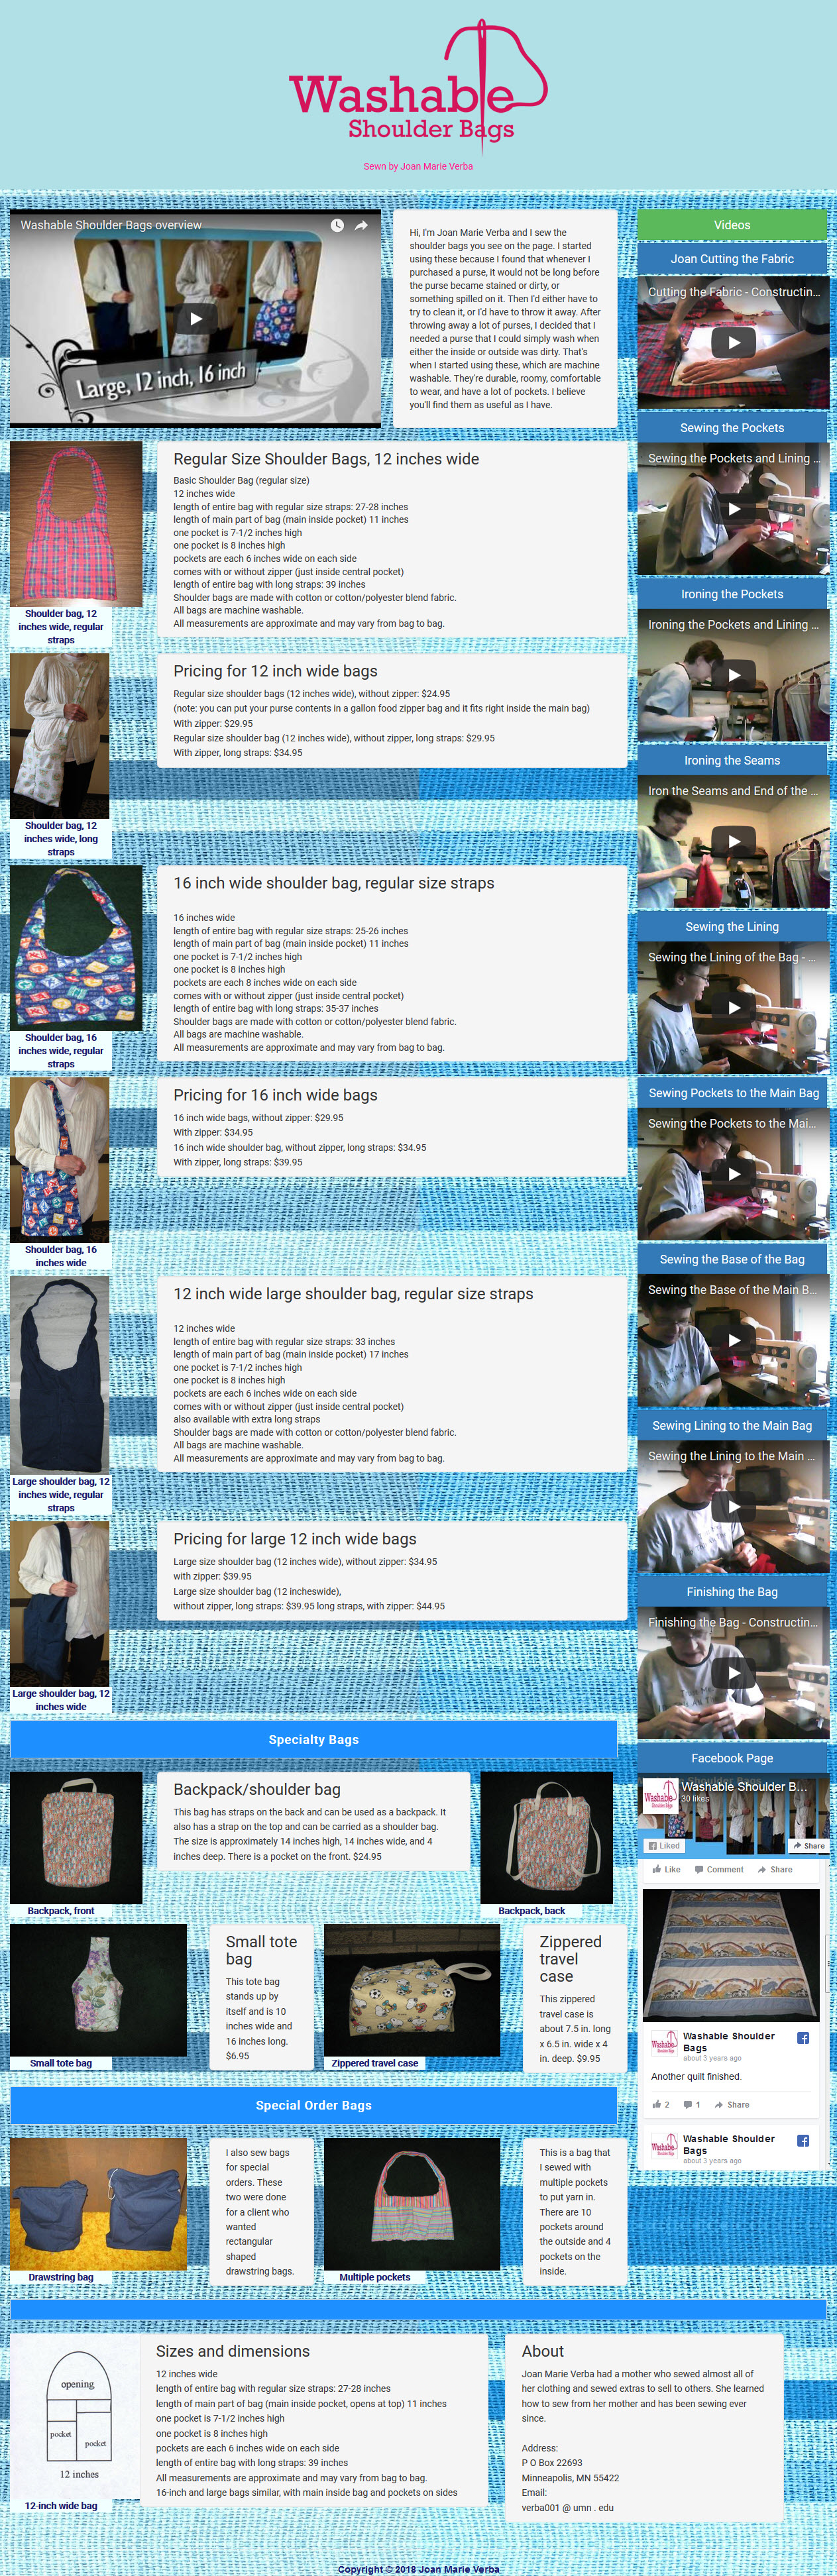 Washable
Shoulder Bags
Sewn by Joan Marie Verba
Washable Shoulder Bags overview
Large, 12 inch, 16 inch
Hi, I'm Joan Marie Verba and I sew the
shoulder bags you see on the page. I started
using these because I found that whenever I
purchased a purse, it would not be long before
the purse became stained or dirty, or
something spilled on it. Then I'd either have to
try to clean it, or I'd have to throw it away. After
throwing away a lot of purses, I decided that I
needed a purse that I could simply wash when
either the inside or outside was dirty. That's
when I started using these, which are machine
washable. They're durable, roomy, comfortable
to wear, and have a lot of pockets. I believe
you'll find them as useful as I have.
Shoulder bag, 12
inches wide, regular
straps
Regular Size Shoulder Bags, 12 inches wide
Basic Shoulder Bag (regular size)
12 inches wide
length of entire bag with regular size straps: 27-28 inches
length of main part of bag (main inside pocket) 11 inches
one pocket is 7-1/2 inches high
one pocket is 8 inches high
pockets are each 6 inches wide on each side
comes with or without zipper (just inside central pocket)
length of entire bag with long straps: 39 inches
Shoulder bags are made with cotton or cotton/polyester blend fabric.
All bags are machine washable.
All measurements are approximate and may vary from bag to bag.
Shoulder bag, 12
inches wide, long
straps
Pricing for 12 inch wide bags
Regular size shoulder bags (12 inches wide), without zipper: $24.95
(note: you can put your purse contents in a gallon food zipper bag and it fits right inside the main bag)
With zipper: $29.95
Regular size shoulder bag (12 inches wide), without zipper, long straps: $29.95
With zipper, long straps: $34.95
Shoulder bag, 16
inches wide, regular
straps
16 inch wide shoulder bag, regular size straps
16 inches wide
length of entire bag with regular size straps: 25-26 inches
length of main part of bag (main inside pocket) 11 inches
one pocket is 7-1/2 inches high
one pocket is 8 inches high
pockets are each 8 inches wide on each side
comes with or without zipper (just inside central pocket)
length of entire bag with long straps: 35-37 inches
Shoulder bags are made with cotton or cotton/polyester blend fabric.
All bags are machine washable.
All measurements are approximate and may vary from bag to bag.
Shoulder bag, 16
inches wide
Pricing for 16 inch wide bags
16 inch wide bags, without zipper: $29.95
With zipper: $34.95
16 inch wide shoulder bag, without zipper, long straps: $34.95
With zipper, long straps: $39.95
Large shoulder bag, 12
inches wide, regular
straps
12 inch wide large shoulder bag, regular size straps
12 inches wide
length of entire bag with regular size straps: 33 inches
length of main part of bag (main inside pocket) 17 inches
one pocket is 7-1/2 inches high
one pocket is 8 inches high
pockets are each 6 inches wide on each side
comes with or without zipper (just inside central pocket)
also available with extra long straps
Shoulder bags are made with cotton or cotton/polyester blend fabric.
All bags are machine washable.
All measurements are approximate and may vary from bag to bag.
Large shoulder bag, 12
inches wide
Pricing for large 12 inch wide bags
Large size shoulder bag (12 inches wide), without zipper: $34.95
with zipper: $39.95
Large size shoulder bag (12 incheswide),
without zipper, long straps: $39.95 long straps, with zipper: $44.95
Specialty Bags
Backpack, front
Backpack/shoulder bag
This bag has straps on the back and can be used as a backpack. It
also has a strap on the top and can be carried as a shoulder bag.
The size is approximately 14 inches high, 14 inches wide, and 4
inches deep. There is a pocket on the front. $24.95
Backpack, back
Small tote bag
Small tote
bag
This tote bag
stands up by
itself and is 10
inches wide and
16 inches long.
$6.95
Zippered travel case
Zippered
travel
case
This zippered
travel case is
about 7.5 in. long
x 6.5 in. wide x 4
in. deep. $9.95
Special Order Bags
Drawstring bag
I also sew bags
for special
orders. These
two were done
for a client who
wanted
rectangular
shaped
drawstring bags.
Multiple pockets
This is a bag that
I sewed with
multiple pockets
to put yarn in.
There are 10
pockets around
the outside and 4
pockets on the
inside.
Videos
Joan Cutting the Fabric
Cutting the Fabric - Constructin...
Sewing the Pockets
Sewing the Pockets and Lining ...
Ironing the Pockets
Ironing the Pockets and Lining ...
Ironing the Seams
Iron the Seams and End of the ...
Sewing the Lining
Sewing the Lining of the Bag - ...
Sewing Pockets to the Main Bag
Sewing the Pockets to the Mai...
Sewing the Base of the Bag
Sewing the Base of the Main B...
Sewing Lining to the Main Bag
Sewing the Lining to the Main ...
Finishing the Bag
Finishing the Bag - Constructin...
Facebook Page
Washable Shoulder B...
30 likes
Washable
Shoulder Bags
Liked
Share
Like Comment Share
Washable Shoulder
Bags
about 3 years ago
Another quilt finished.
2 1 Share
Washable Shoulder
Bags
about 3 years ago
opening
pocket
pocket
12 inches
12-inch wide bag
Sizes and dimensions
12 inches wide
length of entire bag with regular size straps: 27-28 inches
length of main part of bag (main inside pocket, opens at top) 11 inches
one pocket is 7-1/2 inches high
one pocket is 8 inches high
pockets are each 6 inches wide on each side
length of entire bag with long straps: 39 inches
All measurements are approximate and may vary from bag to bag.
16-inch and large bags similar, with main inside bag and pockets on sides
About
Joan Marie Verba had a mother who sewed almost all of
her clothing and sewed extras to sell to others. She learned
how to sew from her mother and has been sewing ever
since.
Address:
P O Box 22693
Minneapolis, MN 55422
Email:
verba001 @ umn . edu
Copyright © 2018 Joan Marie Verba